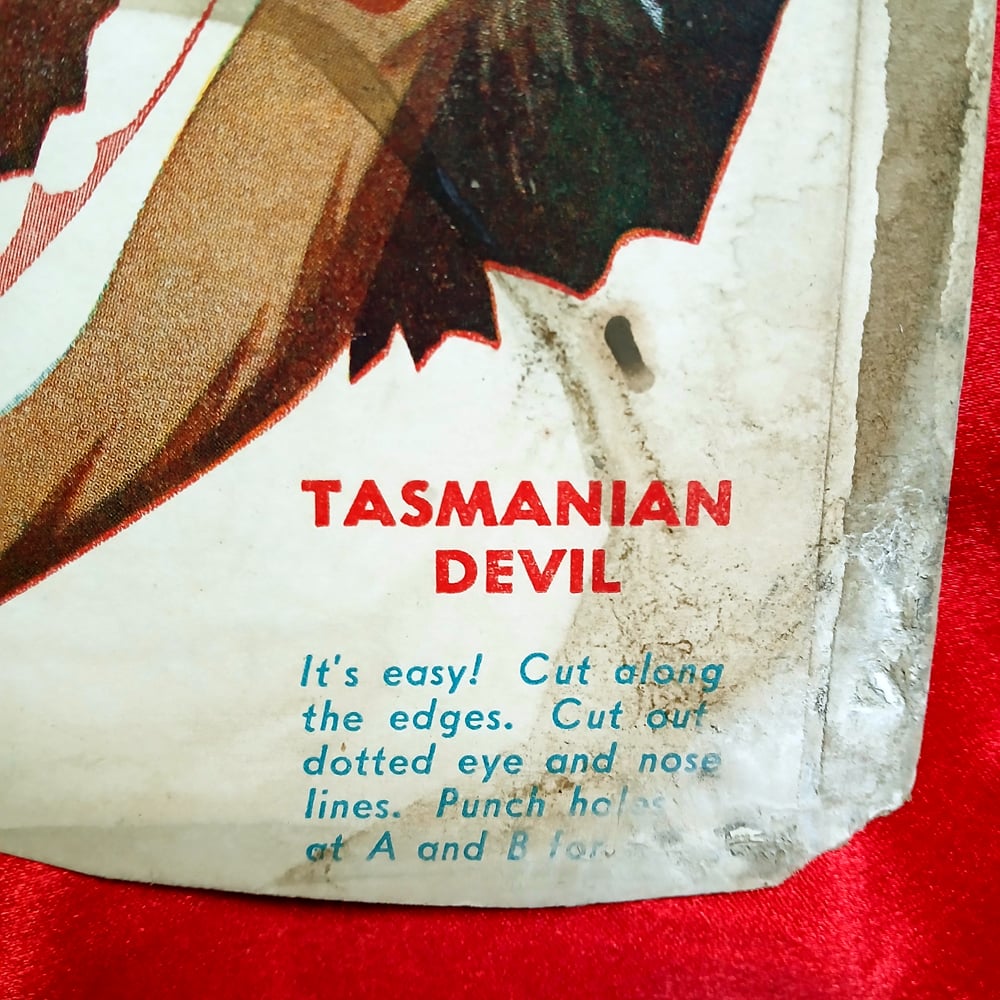 TASMANIAN
DEVIL
It's easy! Cut along
the edges. Cut out
dotted eye and nose
lines. Punch holes
at A and B for